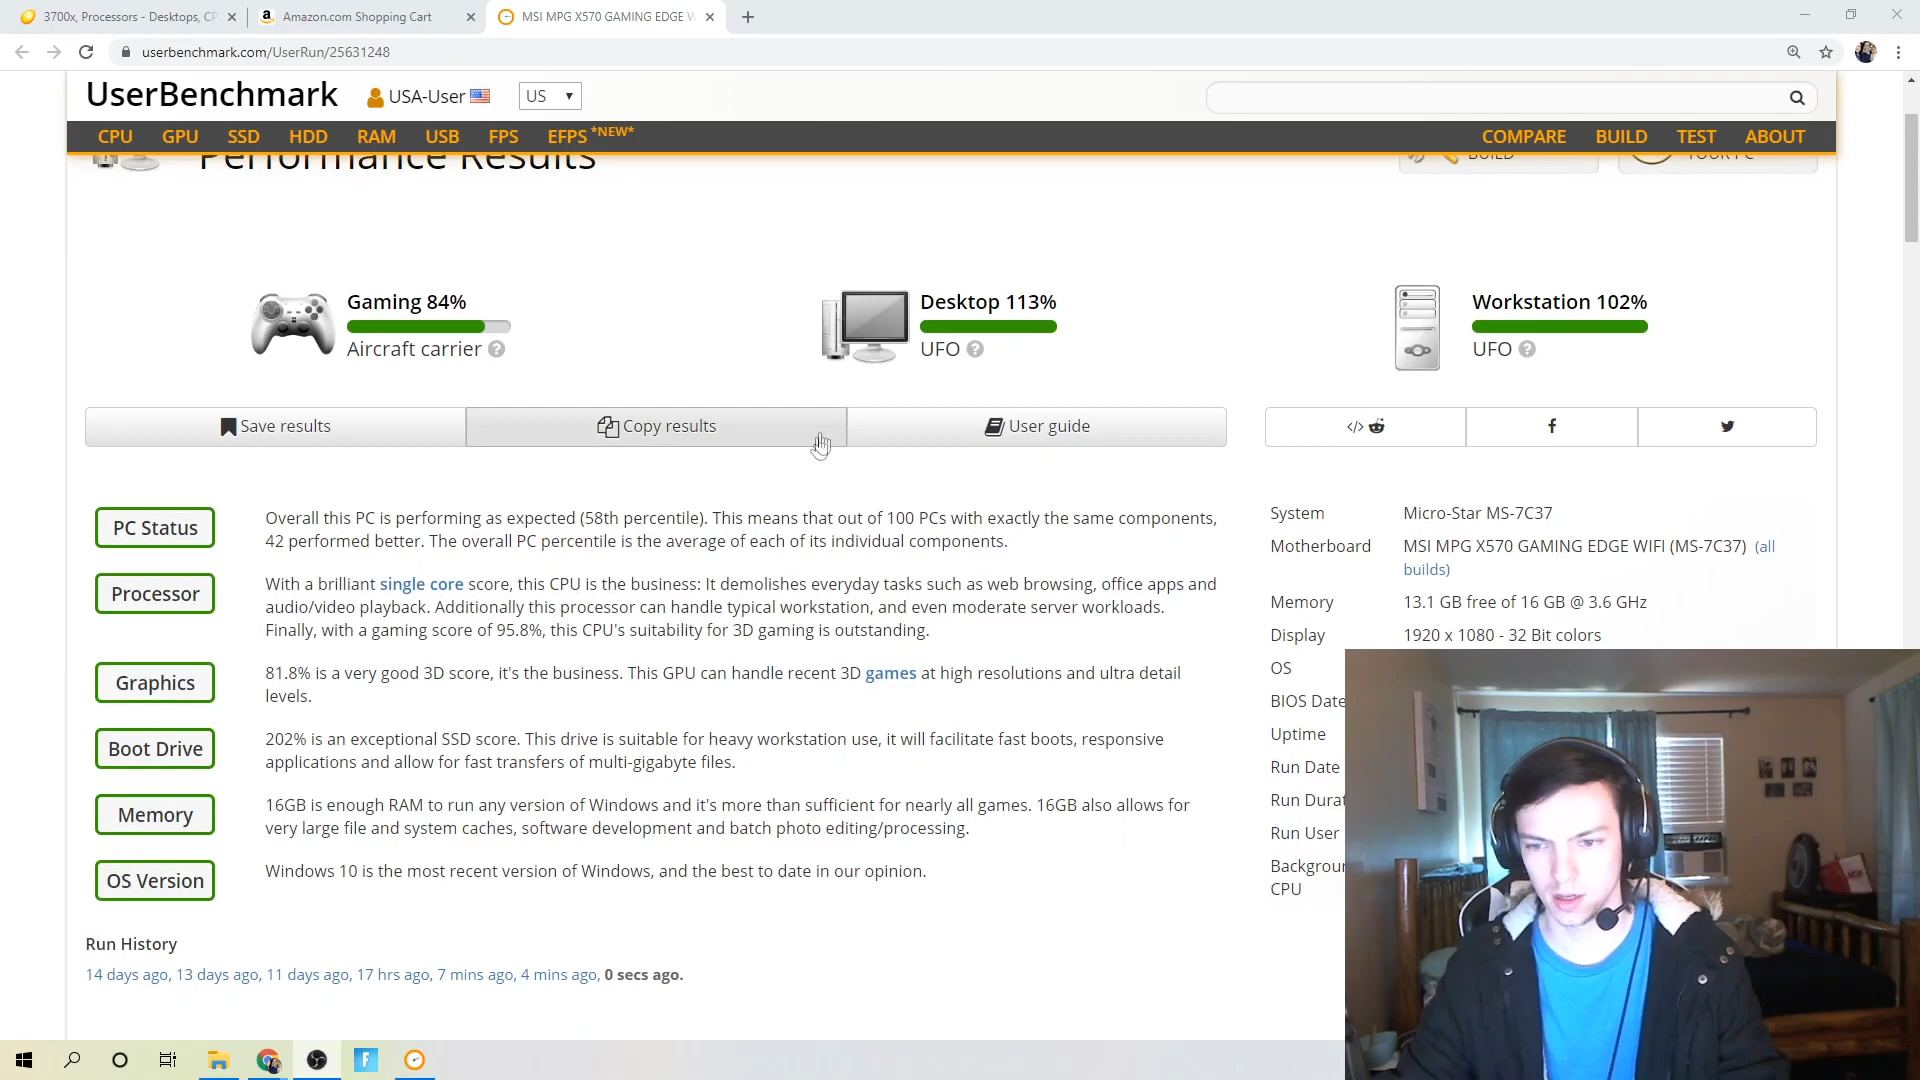 3700x, Processors - Desktops, CP
Amazon.com Shopping Cart
MSI MPG X570 GAMING EDGE W
userbenchmark.com/UserRun/25631248
UserBenchmark
USA-User
US
CPU GPU SSD HDD RAM USB FPS EFPS *NEW*
COMPARE BUILD TEST ABOUT
Performance Results
BUILD
YOUR PC
Gaming 84%
Aircraft carrier
Desktop 113%
UFO
Workstation 102%
UFO
Save results
Copy results
User guide
PC Status
Overall this PC is performing as expected (58th percentile). This means that out of 100 PCs with exactly the same components,
42 performed better. The overall PC percentile is the average of each of its individual components.
Processor
With a brilliant single core score, this CPU is the business: It demolishes everyday tasks such as web browsing, office apps and
audio/video playback. Additionally this processor can handle typical workstation, and even moderate server workloads.
Finally, with a gaming score of 95.8%, this CPU's suitability for 3D gaming is outstanding.
Graphics
81.8% is a very good 3D score, it's the business. This GPU can handle recent 3D games at high resolutions and ultra detail
levels.
Boot Drive
202% is an exceptional SSD score. This drive is suitable for heavy workstation use, it will facilitate fast boots, responsive
applications and allow for fast transfers of multi-gigabyte files.
Memory
16GB is enough RAM to run any version of Windows and it's more than sufficient for nearly all games. 16GB also allows for
very large file and system caches, software development and batch photo editing/processing.
OS Version
Windows 10 is the most recent version of Windows, and the best to date in our opinion.
Run History
14 days ago, 13 days ago, 11 days ago, 17 hrs ago, 7 mins ago, 4 mins ago, 0 secs ago.
System Micro-Star MS-7C37
Motherboard MSI MPG X570 GAMING EDGE WIFI (MS-7C37) (all
builds)
Memory 13.1 GB free of 16 GB @ 3.6 GHz
Display 1920 x 1080 - 32 Bit colors
OS
BIOS Date
Uptime
Run Date
Run Durat
Run User
Backgroun
CPU